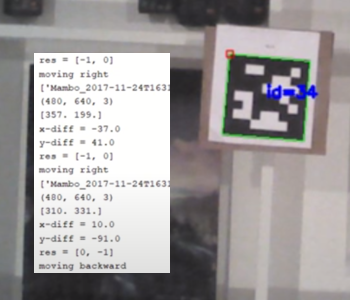 res = [-1, 0]
moving right
['Mambo_2017-11-24T1631
(480, 640, 3)
[357. 199.]
x-diff = -37.0
y-diff = 41.0
res = [-1, 0]
moving right
['Mambo_2017-11-24T1631
(480, 640, 3)
[310. 331.]
x-diff = 10.0
y-diff = -91.0
res = [0, -1]
moving backward
id=34